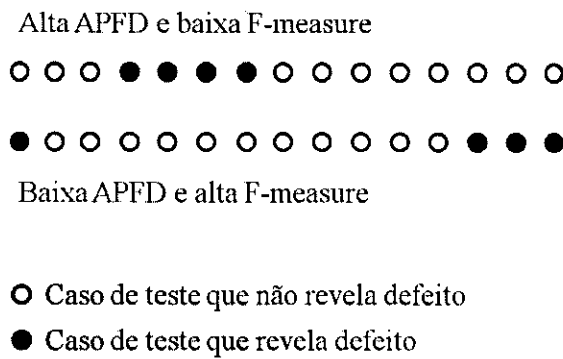 Alta APFD e baixa F-measure
Baixa APFD e alta F-measure
Caso de teste que não revela defeito
Caso de teste que revela defeito